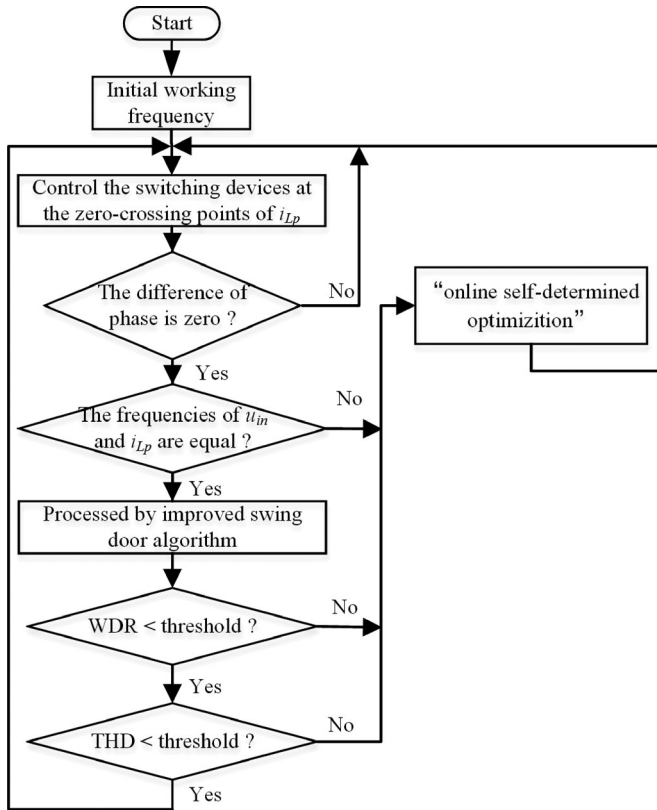 Start
Initial working
frequency
Control the switching devices at
the zero-crossing points of iLp
The difference of
phase is zero ?
No
Yes
“online self-determined
optimizition”
The frequencies of uin
and iLp are equal ?
No
Yes
Processed by improved swing
door algorithm
WDR < threshold ?
No
Yes
THD < threshold ?
No
Yes